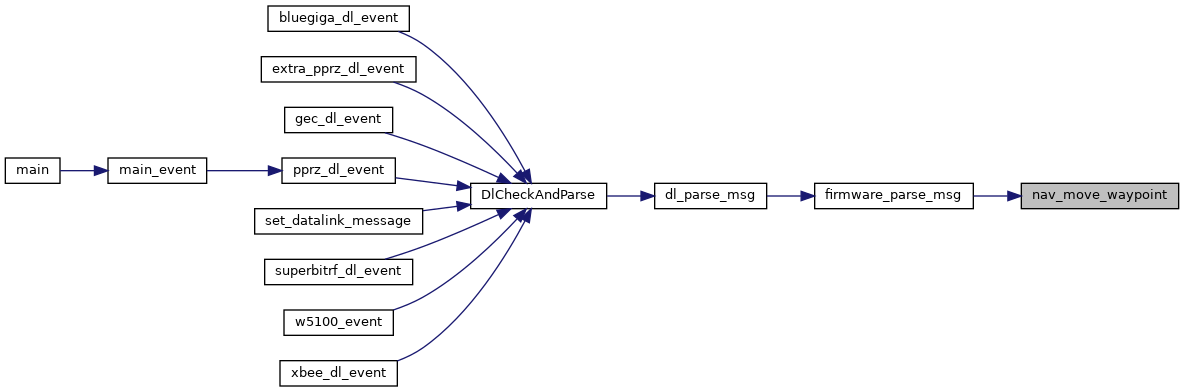 bluegiga_dl_event
extra_pprz_dl_event
gec_dl_event
main
main_event
pprz_dl_event
DlCheckAndParse
dl_parse_msg
firmware_parse_msg
nav_move_waypoint
set_datalink_message
superbitrf_dl_event
w5100_event
xbee_dl_event